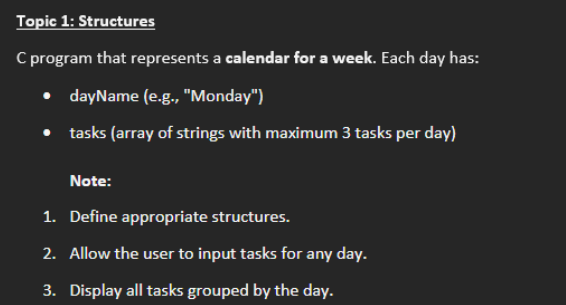 Topic 1: Structures
C program that represents a calendar for a week. Each day has:
• dayName (e.g., "Monday")
• tasks (array of strings with maximum 3 tasks per day)
Note:
1. Define appropriate structures.
2. Allow the user to input tasks for any day.
3. Display all tasks grouped by the day.